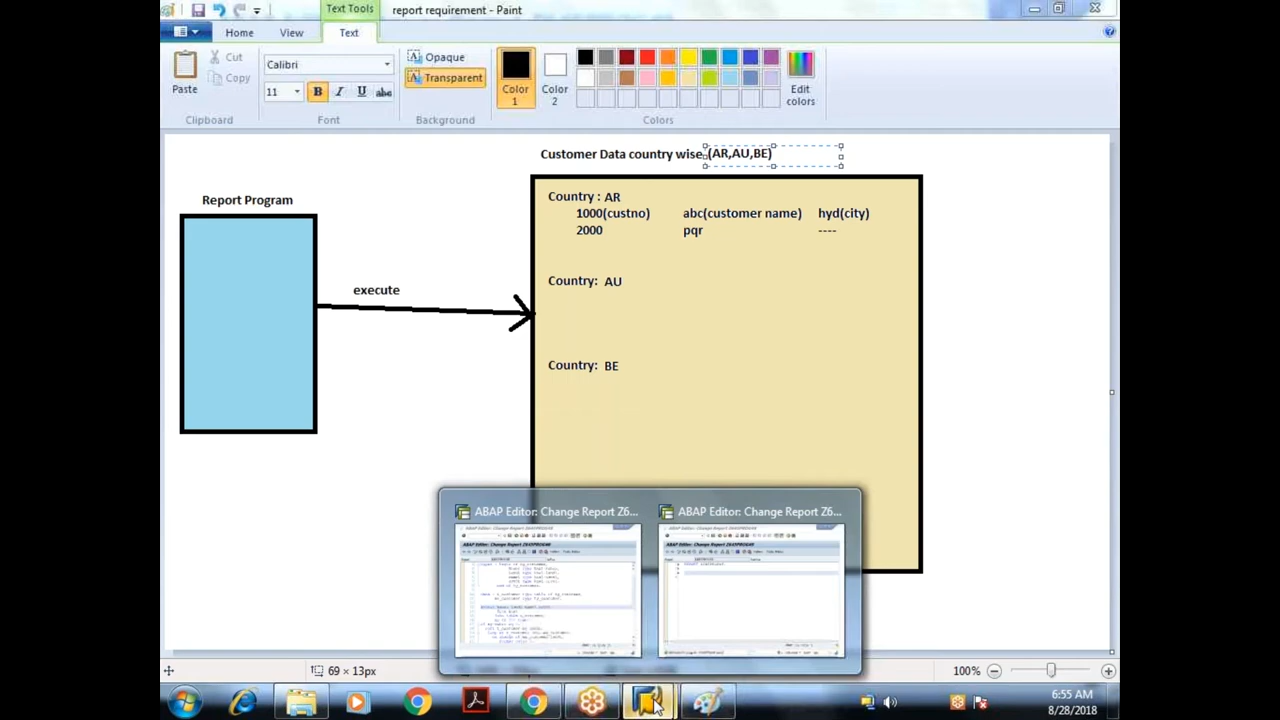 Text Tools
report requirement - Paint
Home
View
Text
Paste
Cut
Copy
Clipboard
Calibri
11
B
I
U
abc
Font
Opaque
Transparent
Background
Color 1
Color 2
Edit colors
Colors
Customer Data country wise (AR,AU,BE)
Report Program
Country : AR
1000(custno) abc(customer name) hyd(city)
2000 pqr ----
execute
Country: AU
Country: BE
ABAP Editor: Change Report Z6...
ABAP Editor: Change Report Z6...
69 × 13px
100%
6:55 AM
8/28/2018